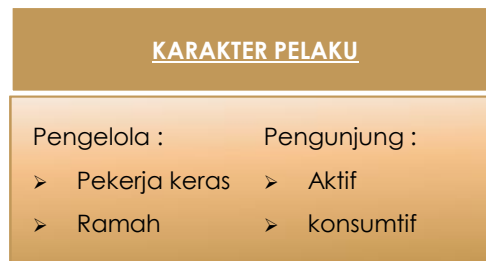 KARAKTER PELAKU
Pengelola :
➢ Pekerja keras
➢ Ramah
Pengunjung :
➢ Aktif
➢ konsumtif